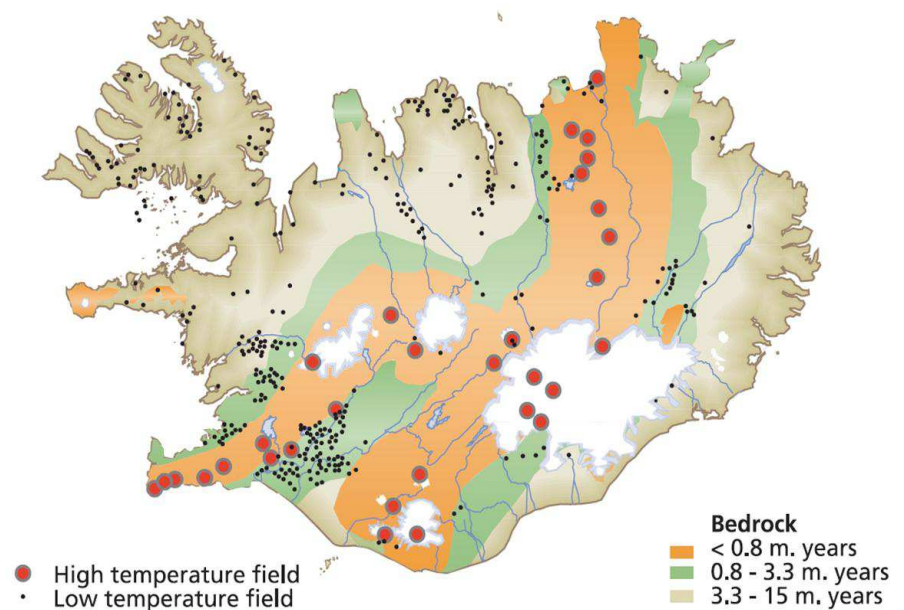 High temperature field
Low temperature field
Bedrock
< 0.8 m. years
0.8 - 3.3 m. years
3.3 - 15 m. years